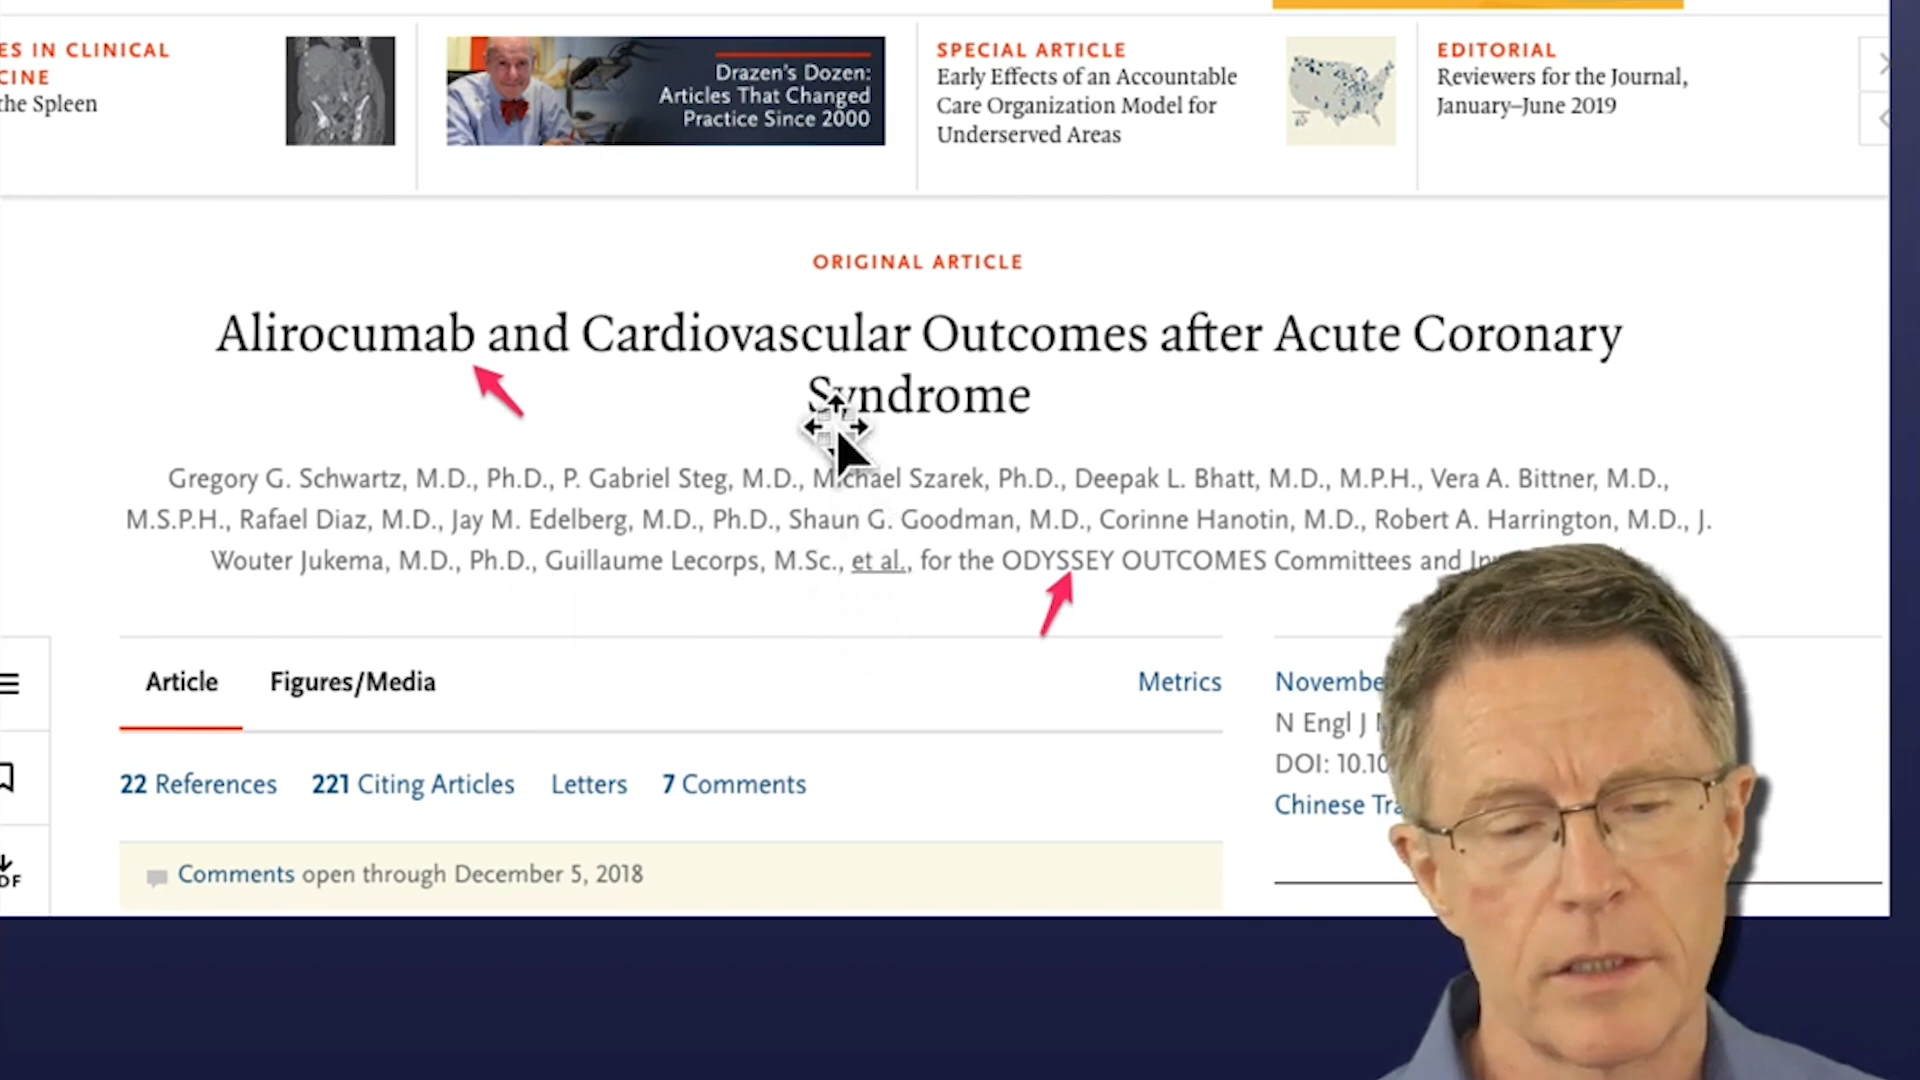 ES IN CLINICAL
CINE
the Spleen
Drazen's Dozen:
Articles That Changed
Practice Since 2000
SPECIAL ARTICLE
Early Effects of an Accountable
Care Organization Model for
Underserved Areas
EDITORIAL
Reviewers for the Journal,
January–June 2019
ORIGINAL ARTICLE
Alirocumab and Cardiovascular Outcomes after Acute Coronary
Syndrome
Gregory G. Schwartz, M.D., Ph.D., P. Gabriel Steg, M.D., Michael Szarek, Ph.D., Deepak L. Bhatt, M.D., M.P.H., Vera A. Bittner, M.D.,
M.S.P.H., Rafael Diaz, M.D., Jay M. Edelberg, M.D., Ph.D., Shaun G. Goodman, M.D., Corinne Hanotin, M.D., Robert A. Harrington, M.D., J.
Wouter Jukema, M.D., Ph.D., Guillaume Lecorps, M.Sc., et al., for the ODYSSEY OUTCOMES Committees and
Article Figures/Media Metrics
Novembe
N Engl J
DOI: 10.10
Chinese Tra
22 References 221 Citing Articles Letters 7 Comments
Comments open through December 5, 2018
DF